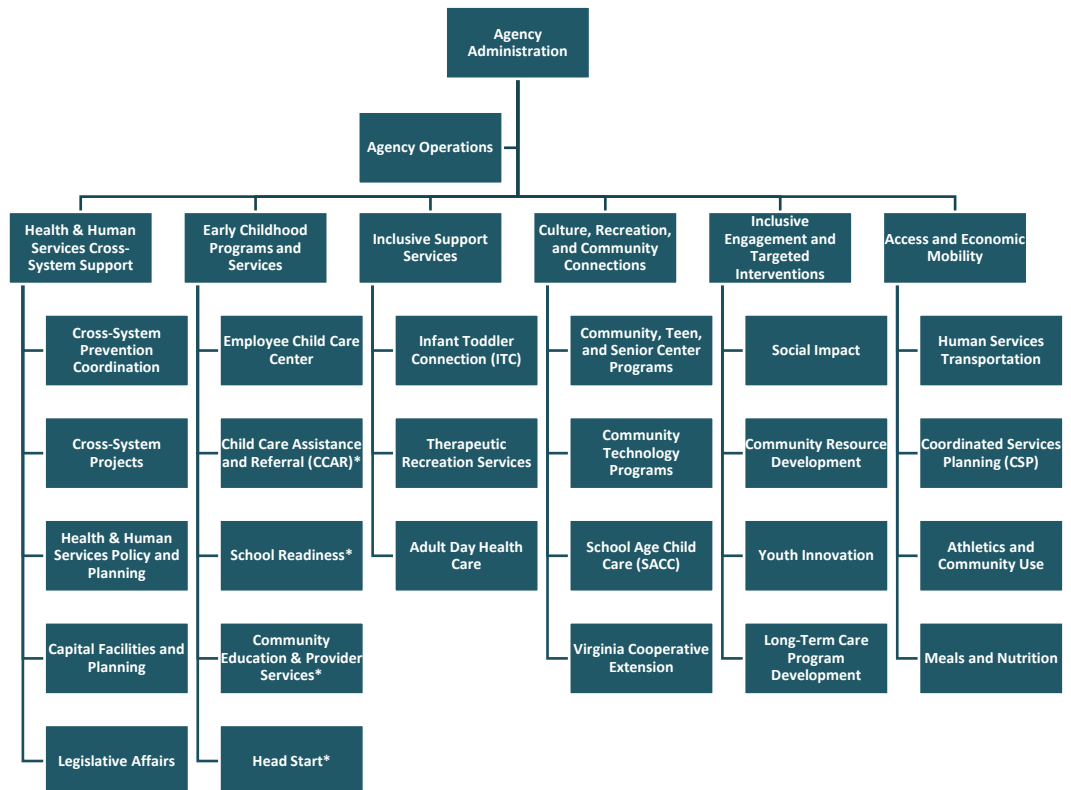 Agency
Administration
Agency Operations
Health & Human
Services Cross-
System Support
Early Childhood
Programs and
Services
Inclusive Support
Services
Culture, Recreation,
and Community
Connections
Inclusive
Engagement and
Targeted
Interventions
Access and Economic
Mobility
Cross-System
Prevention
Coordination
Employee Child Care
Center
Infant Toddler
Connection (ITC)
Community, Teen,
and Senior Center
Programs
Social Impact
Human Services
Transportation
Cross-System
Projects
Child Care Assistance
and Referral (CCAR)*
Therapeutic
Recreation Services
Community
Technology
Programs
Community Resource
Development
Coordinated Services
Planning (CSP)
Health & Human
Services Policy and
Planning
School Readiness*
Adult Day Health
Care
School Age Child
Care (SACC)
Youth Innovation
Athletics and
Community Use
Capital Facilities and
Planning
Community
Education & Provider
Services*
Virginia Cooperative
Extension
Long-Term Care
Program
Development
Meals and Nutrition
Legislative Affairs
Head Start*